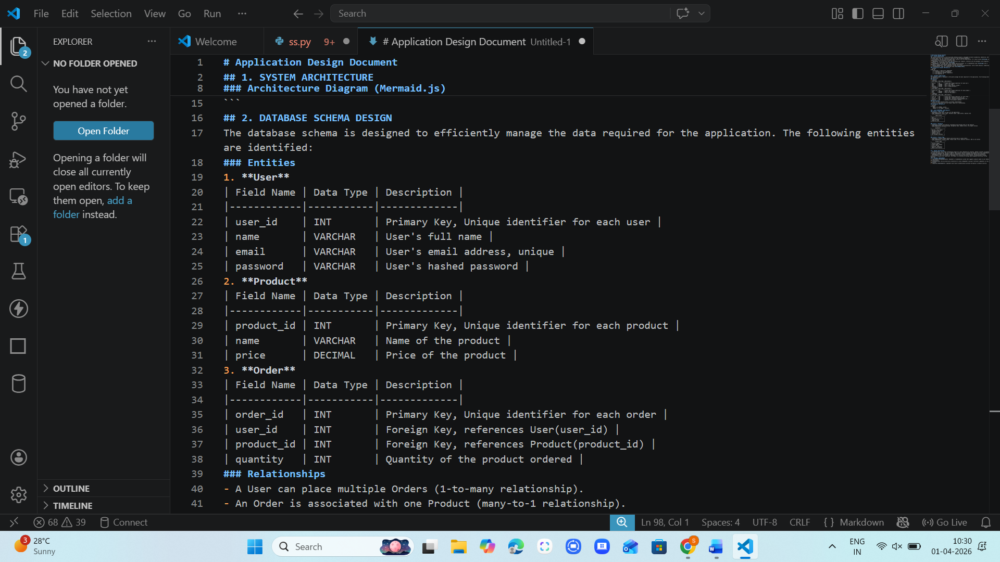 File Edit Selection View Go Run ··· Search
EXPLORER ···
Welcome ss.py 9+ # Application Design Document Untitled-1
NO FOLDER OPENED
You have not yet
opened a folder.
Open Folder
Opening a folder will
close all currently
open editors. To keep
them open, add a
folder instead.
OUTLINE
TIMELINE
2
1
1 # Application Design Document
2 ## 1. SYSTEM ARCHITECTURE
8 ### Architecture Diagram (Mermaid.js)
15 ```
16 ## 2. DATABASE SCHEMA DESIGN
17 The database schema is designed to efficiently manage the data required for the application. The following entities
are identified:
18 ### Entities
19 1. **User**
20 | Field Name | Data Type | Description |
21 |------------|-----------|-------------|
22 | user_id    | INT       | Primary Key, Unique identifier for each user |
23 | name       | VARCHAR   | User's full name |
24 | email      | VARCHAR   | User's email address, unique |
25 | password   | VARCHAR   | User's hashed password |
26 2. **Product**
27 | Field Name | Data Type | Description |
28 |------------|-----------|-------------|
29 | product_id | INT       | Primary Key, Unique identifier for each product |
30 | name       | VARCHAR   | Name of the product |
31 | price      | DECIMAL   | Price of the product |
32 3. **Order**
33 | Field Name | Data Type | Description |
34 |------------|-----------|-------------|
35 | order_id   | INT       | Primary Key, Unique identifier for each order |
36 | user_id    | INT       | Foreign Key, references User(user_id) |
37 | product_id | INT       | Foreign Key, references Product(product_id) |
38 | quantity   | INT       | Quantity of the product ordered |
39 ### Relationships
40 - A User can place multiple Orders (1-to-many relationship).
41 - An Order is associated with one Product (many-to-1 relationship).
68 39 Connect Ln 98, Col 1 Spaces: 4 UTF-8 CRLF { } Markdown Go Live
3 28°C
Sunny
Search
S
W
ENG
IN
10:30
01-04-2026